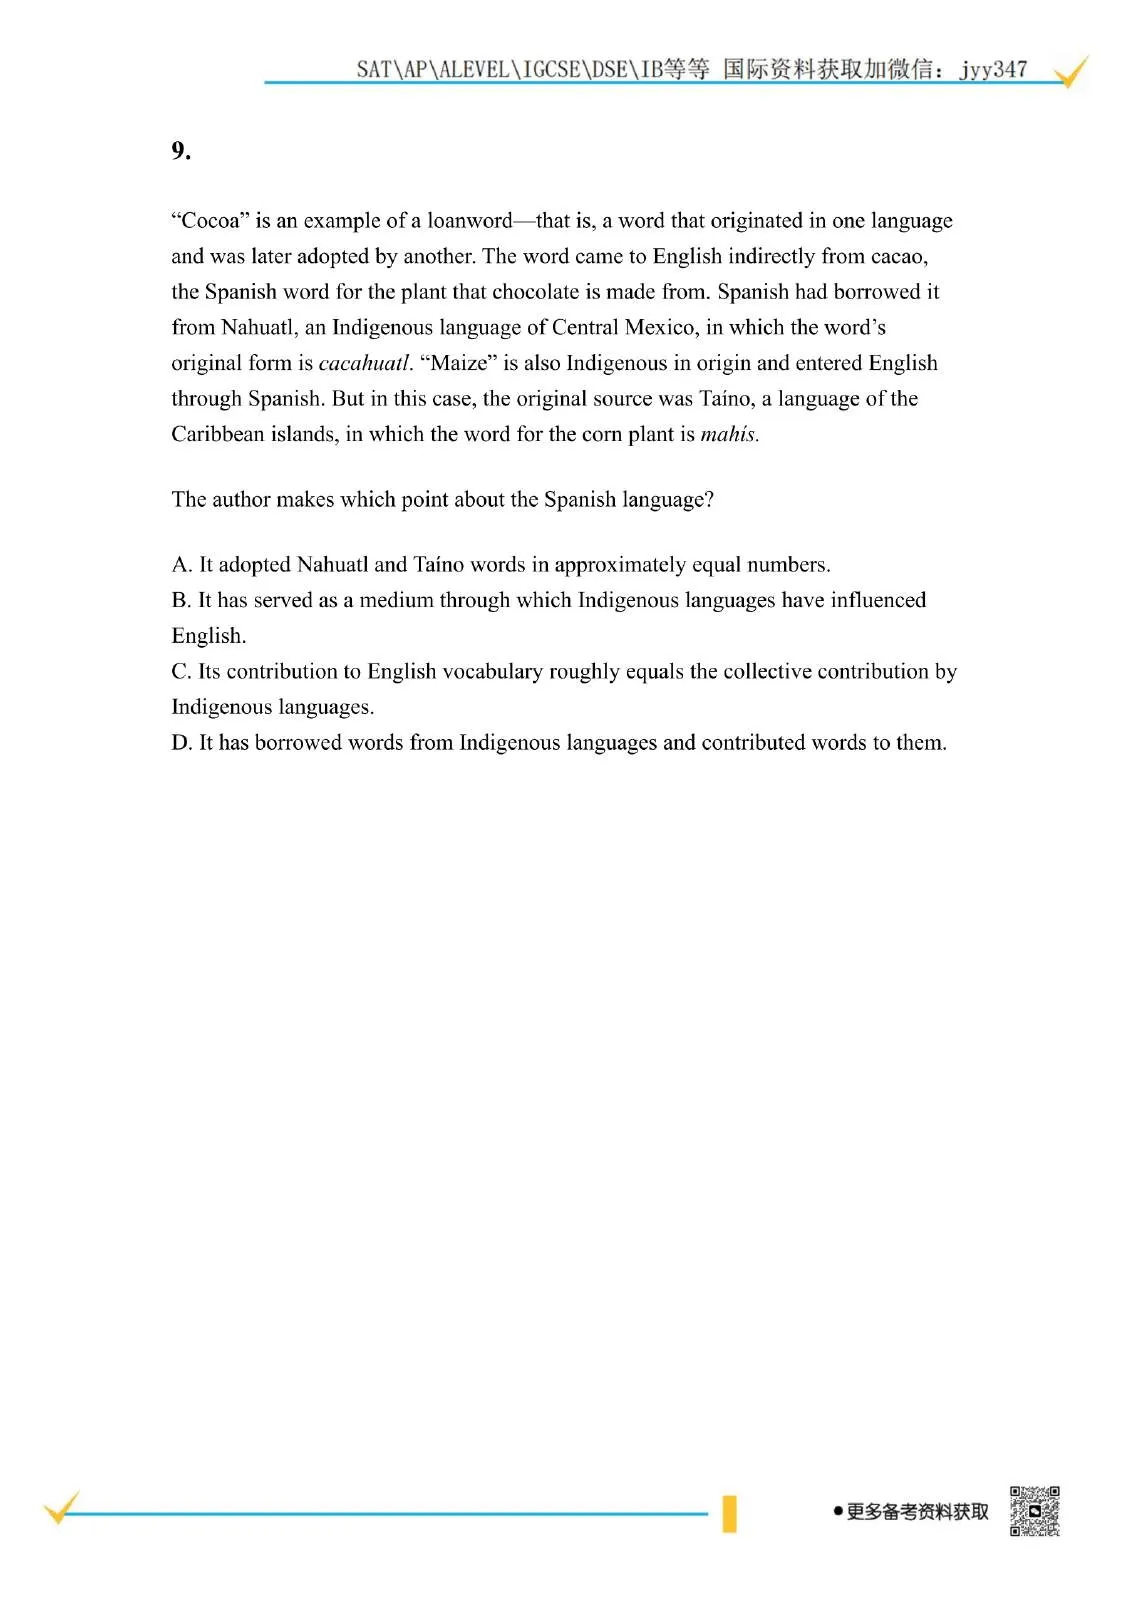 SAT\AP\ALEVEL\IGCSE\DSE\IB等等 国际资料获取加微信：jyy347
9.
“Cocoa” is an example of a loanword—that is, a word that originated in one language
and was later adopted by another. The word came to English indirectly from cacao,
the Spanish word for the plant that chocolate is made from. Spanish had borrowed it
from Nahuatl, an Indigenous language of Central Mexico, in which the word’s
original form is cacahuatl. “Maize” is also Indigenous in origin and entered English
through Spanish. But in this case, the original source was Taíno, a language of the
Caribbean islands, in which the word for the corn plant is mahís.
The author makes which point about the Spanish language?
A. It adopted Nahuatl and Taíno words in approximately equal numbers.
B. It has served as a medium through which Indigenous languages have influenced
English.
C. Its contribution to English vocabulary roughly equals the collective contribution by
Indigenous languages.
D. It has borrowed words from Indigenous languages and contributed words to them.
●更多备考资料获取